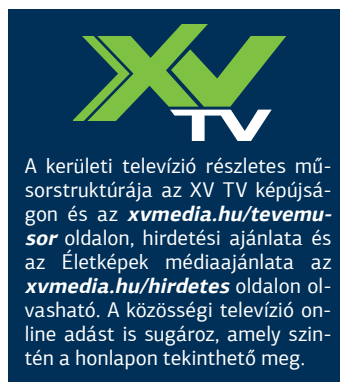 XV
TV
A kerületi televízió részletes mű-
sorstruktúrája az XV TV képújsá-
gon és az xvmedia.hu/tevemu-
sor oldalon, hirdetési ajánlata és
az Életképek médiaajánlata az
xvmedia.hu/hirdetes oldalon ol-
vasható. A közösségi televízió on-
line adást is sugároz, amely szin-
tén a honlapon tekinthető meg.